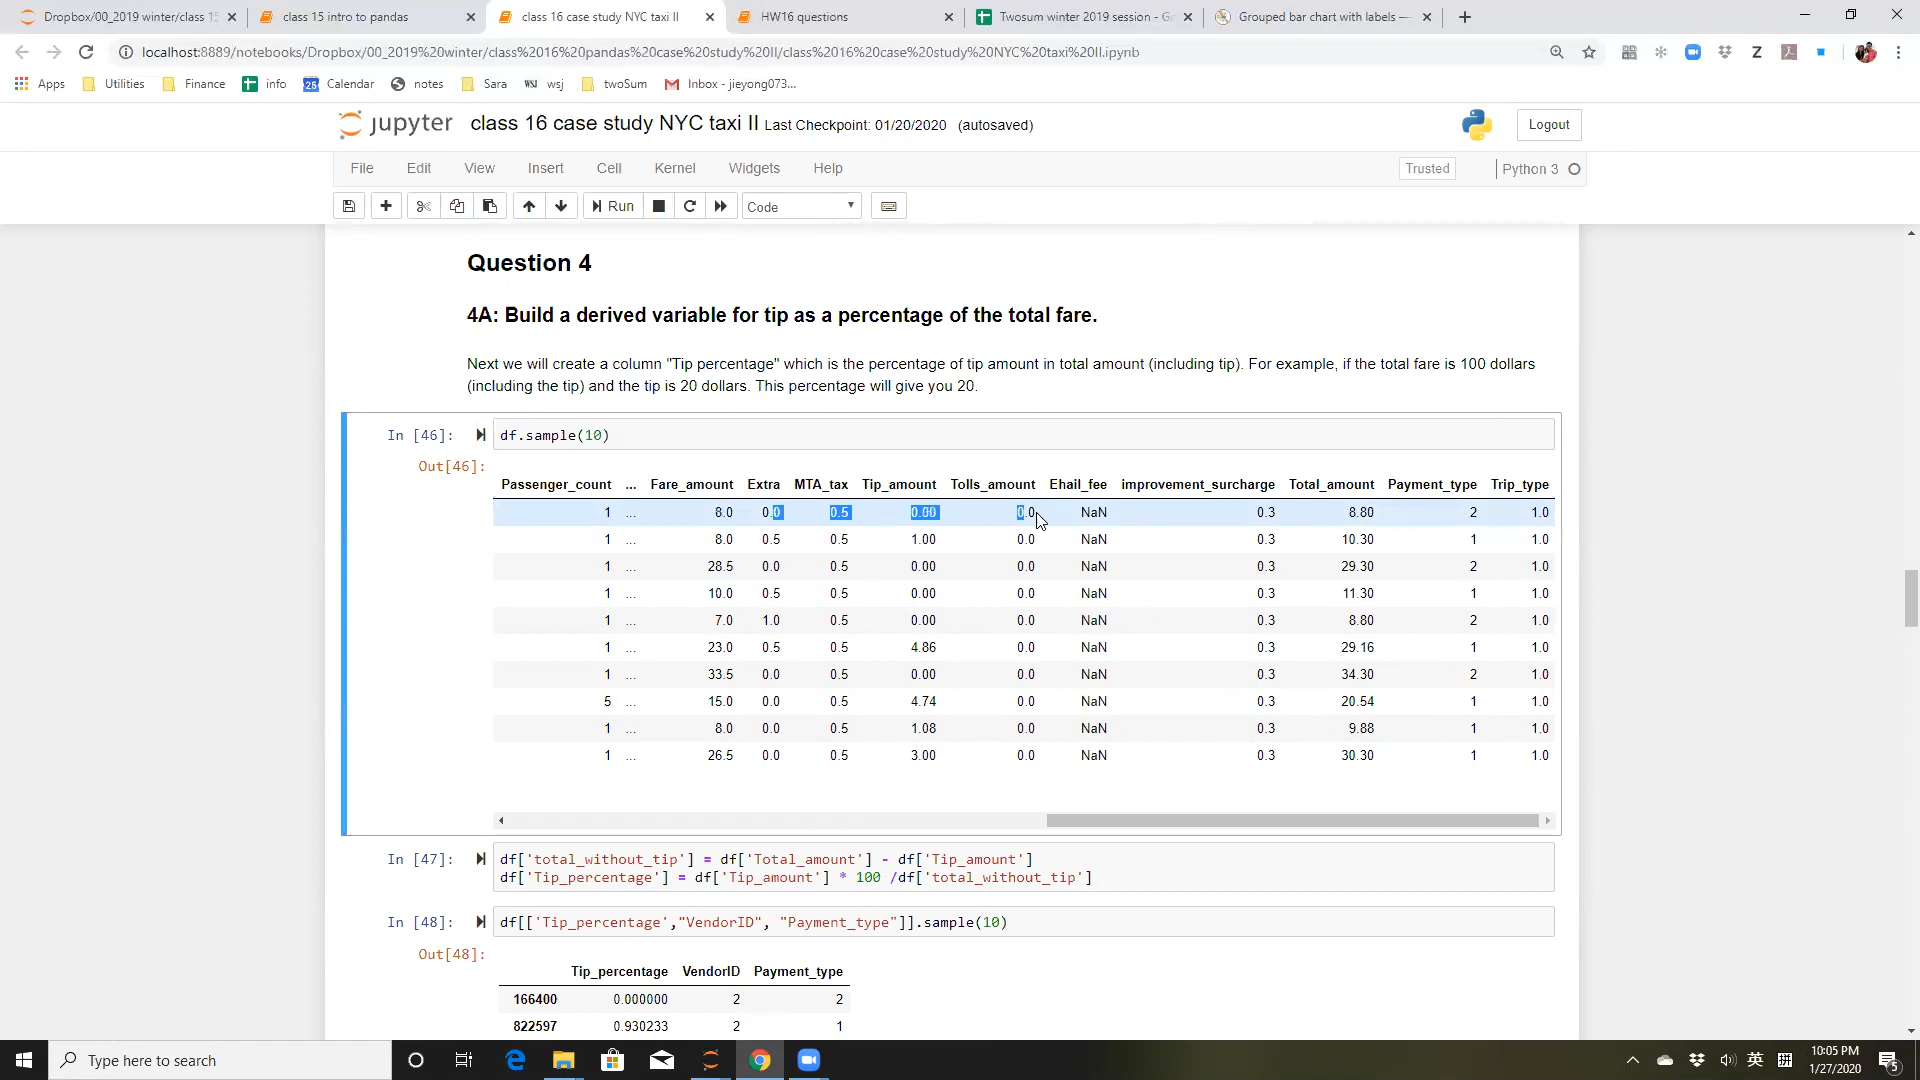 Dropbox/00_2019 winter/class 15
class 15 intro to pandas
class 16 case study NYC taxi II
HW16 questions
Twosum winter 2019 session - Go
Grouped bar chart with labels —
localhost:8889/notebooks/Dropbox/00_2019%20winter/class%2016%20pandas%20case%20study%20II/class%2016%20case%20study%20NYC%20taxi%20II.ipynb
Apps Utilities Finance info Calendar notes Sara wsj twoSum Inbox - jieyong073...
jupyter class 16 case study NYC taxi II Last Checkpoint: 01/20/2020 (autosaved) Logout
File Edit View Insert Cell Kernel Widgets Help Trusted Python 3
Run Code
Question 4
4A: Build a derived variable for tip as a percentage of the total fare.
Next we will create a column "Tip percentage" which is the percentage of tip amount in total amount (including tip). For example, if the total fare is 100 dollars
(including the tip) and the tip is 20 dollars. This percentage will give you 20.
In [46]: df.sample(10)
Out[46]:
Passenger_count ... Fare_amount Extra MTA_tax Tip_amount Tolls_amount Ehail_fee improvement_surcharge Total_amount Payment_type Trip_type
1 ... 8.0 0.0 0.5 0.00 0.0 NaN 0.3 8.80 2 1.0
1 ... 8.0 0.5 0.5 1.00 0.0 NaN 0.3 10.30 1 1.0
1 ... 28.5 0.0 0.5 0.00 0.0 NaN 0.3 29.30 2 1.0
1 ... 10.0 0.5 0.5 0.00 0.0 NaN 0.3 11.30 1 1.0
1 ... 7.0 1.0 0.5 0.00 0.0 NaN 0.3 8.80 2 1.0
1 ... 23.0 0.5 0.5 4.86 0.0 NaN 0.3 29.16 1 1.0
1 ... 33.5 0.0 0.5 0.00 0.0 NaN 0.3 34.30 2 1.0
5 ... 15.0 0.0 0.5 4.74 0.0 NaN 0.3 20.54 1 1.0
1 ... 8.0 0.0 0.5 1.08 0.0 NaN 0.3 9.88 1 1.0
1 ... 26.5 0.0 0.5 3.00 0.0 NaN 0.3 30.30 1 1.0
In [47]: df['total_without_tip'] = df['Total_amount'] - df['Tip_amount']
df['Tip_percentage'] = df['Tip_amount'] * 100 /df['total_without_tip']
In [48]: df[['Tip_percentage',"VendorID", "Payment_type"]].sample(10)
Out[48]:
Tip_percentage VendorID Payment_type
166400 0.000000 2 2
822597 0.930233 2 1
Type here to search
英
10:05 PM
1/27/2020
5